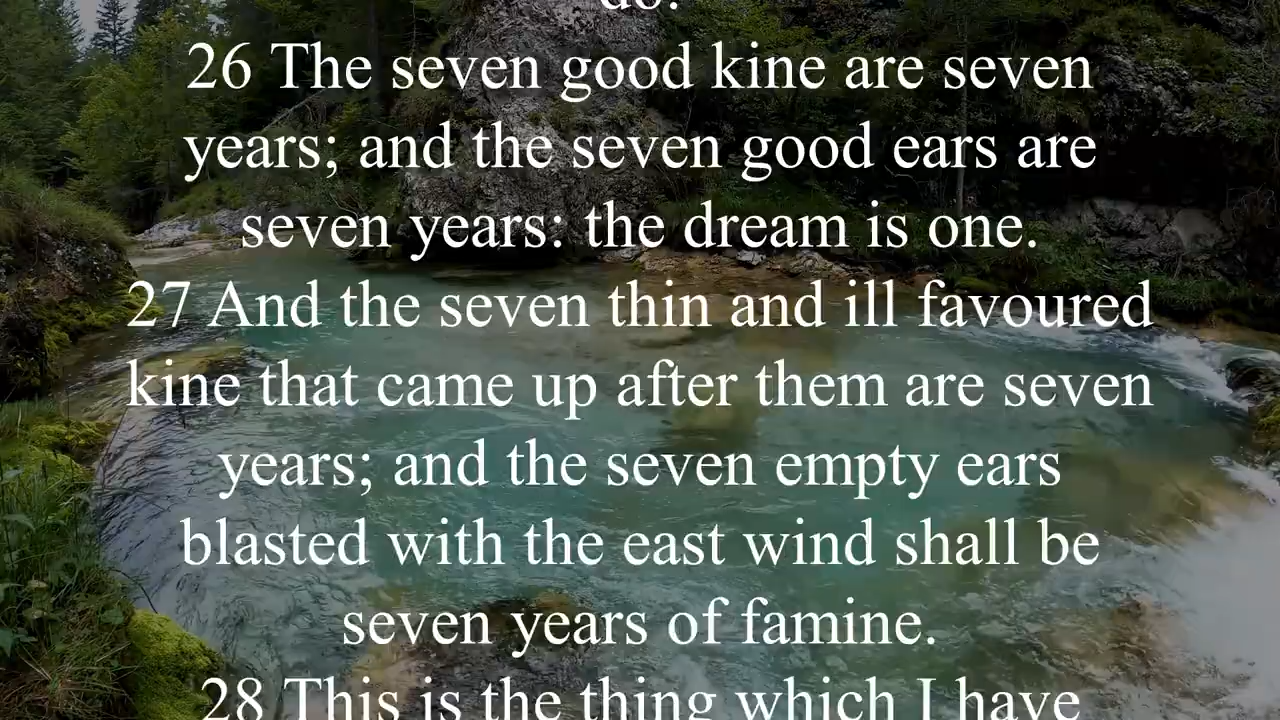 do.
26 The seven good kine are seven
years; and the seven good ears are
seven years: the dream is one.
27 And the seven thin and ill favoured
kine that came up after them are seven
years; and the seven empty ears
blasted with the east wind shall be
seven years of famine.
28 This is the thing which I have